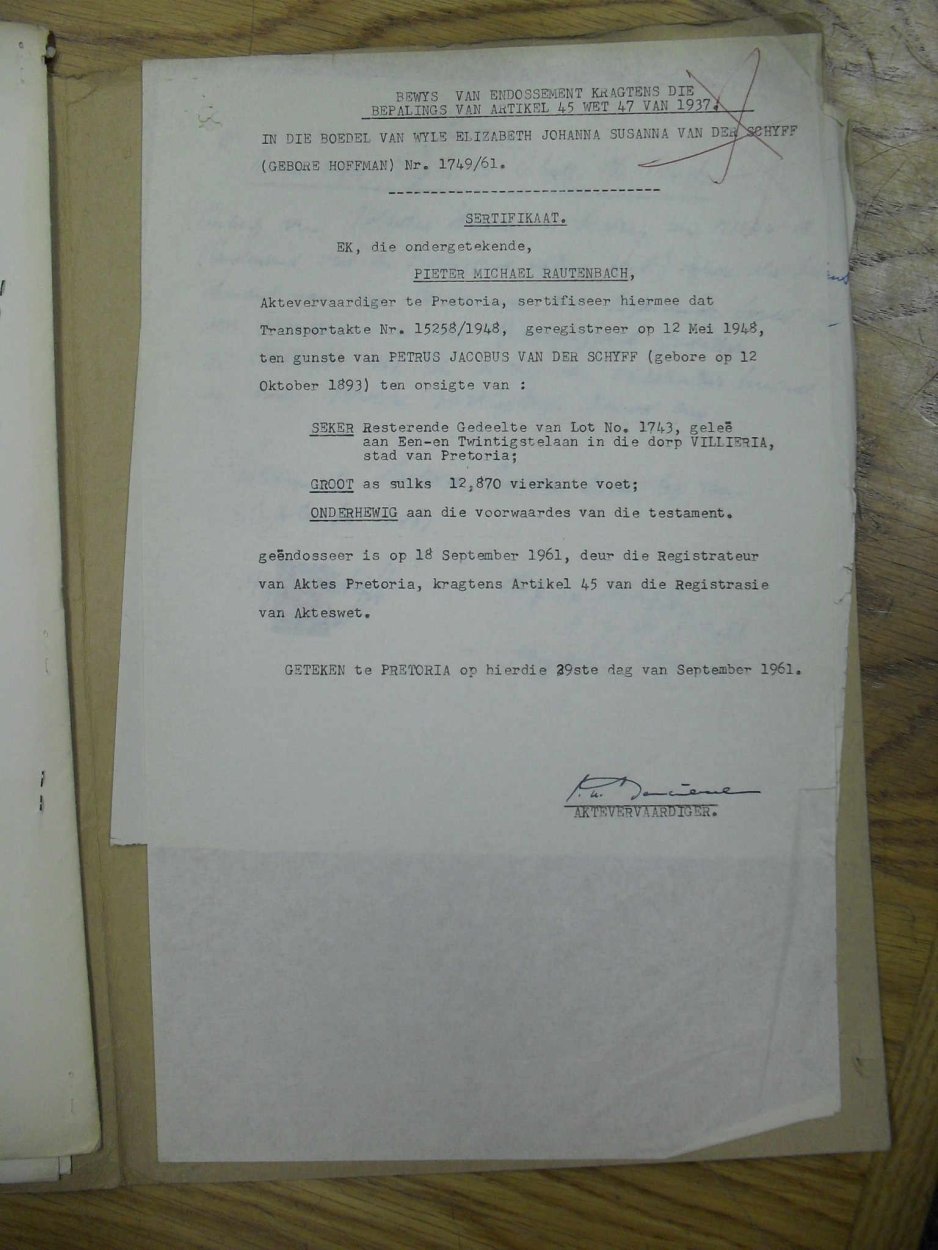 BEWYS VAN ENDOSSEMENT KRAGTENS DIE
BEPALINGS VAN ARTIKEL 45 WET 47 VAN 1937.
IN DIE BOEDEL VAN WYLE ELIZABETH JOHANNA SUSANNA VAN DER SCHYFF
(GEBORE HOFFMAN) Nr. 1749/61.
SERTIFIKAAT.
EK, die ondergetekende,
PIETER MICHAEL RAUTENBACH,
Aktevervaardiger te Pretoria, sertifiseer hiermee dat
Transportakte Nr. 15258/1948, geregistreer op 12 Mei 1948,
ten gunste van PETRUS JACOBUS VAN DER SCHYFF (gebore op 12
Oktober 1893) ten opsigte van :
SEKER Resterende Gedeelte van Lot No. 1743, geleë
aan Een-en Twintigstelaan in die dorp VILLIERIA,
stad van Pretoria;
GROOT as sulks 12,870 vierkante voet;
ONDERHEWIG aan die voorwaardes van die testament.
geëndosseer is op 18 September 1961, deur die Registrateur
van Aktes Pretoria, kragtens Artikel 45 van die Registrasie
van Akteswet.
GETEKEN te PRETORIA op hierdie 29ste dag van September 1961.
AKTEVERVAARDIGER.